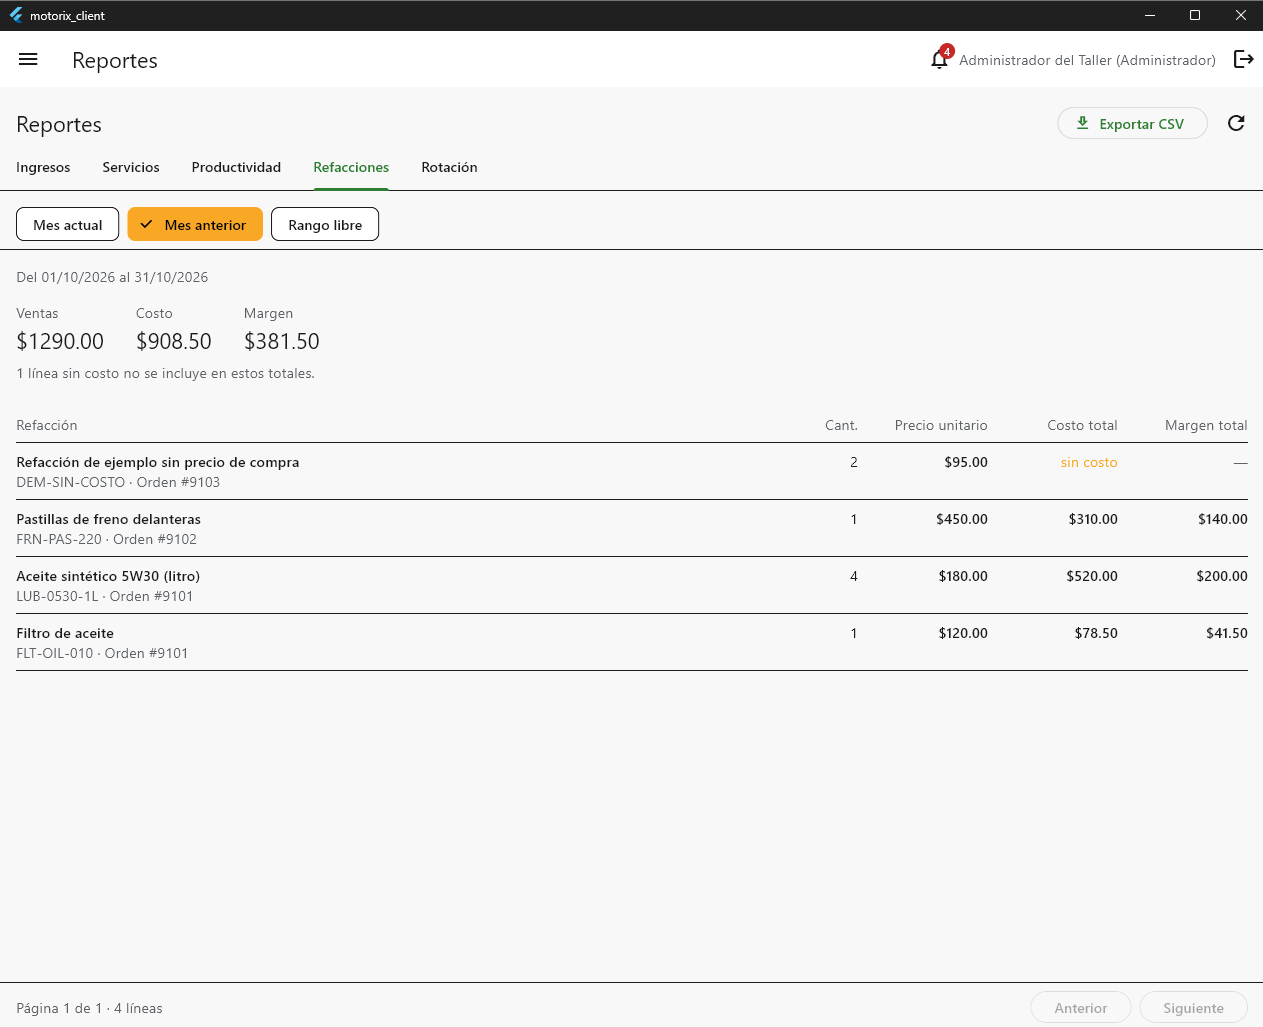 motorix_client
Reportes
4
Administrador del Taller (Administrador)
Reportes
Exportar CSV
Ingresos Servicios Productividad Refacciones Rotación
Mes actual Mes anterior Rango libre
Del 01/10/2026 al 31/10/2026
Ventas Costo Margen
$1290.00 $908.50 $381.50
1 línea sin costo no se incluye en estos totales.
Refacción Cant. Precio unitario Costo total Margen total
Refacción de ejemplo sin precio de compra 2 $95.00 sin costo —
DEM-SIN-COSTO · Orden #9103
Pastillas de freno delanteras 1 $450.00 $310.00 $140.00
FRN-PAS-220 · Orden #9102
Aceite sintético 5W30 (litro) 4 $180.00 $520.00 $200.00
LUB-0530-1L · Orden #9101
Filtro de aceite 1 $120.00 $78.50 $41.50
FLT-OIL-010 · Orden #9101
Página 1 de 1 · 4 líneas
Anterior Siguiente